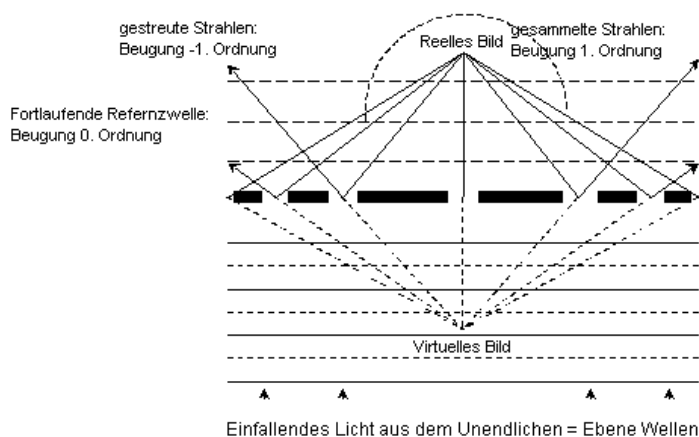 gestreute Strahlen:
Beugung -1. Ordnung
Reelles Bild
gesammelte Strahlen:
Beugung 1. Ordnung
Fortlaufende Refernzwelle:
Beugung 0. Ordnung
Virtuelles Bild
Einfallendes Licht aus dem Unendlichen = Ebene Wellen